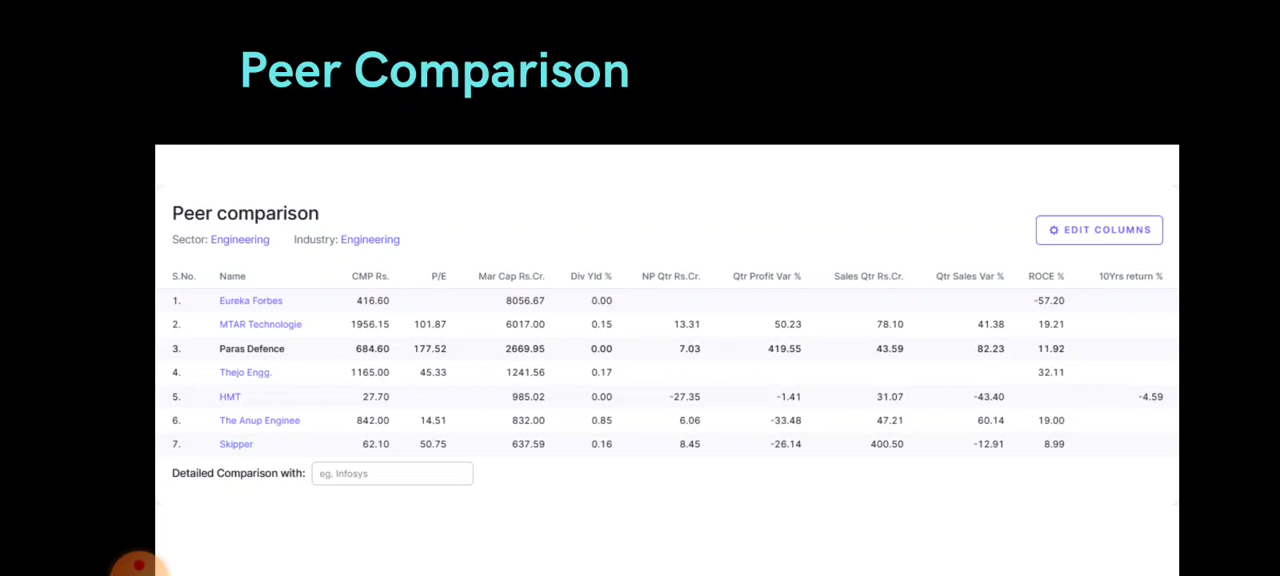 Peer Comparison
Peer comparison
Sector: Engineering Industry: Engineering
EDIT COLUMNS
S.No. Name CMP Rs. P/E Mar Cap Rs.Cr. Div Yld % NP Qtr Rs.Cr. Qtr Profit Var % Sales Qtr Rs.Cr. Qtr Sales Var % ROCE % 10Yrs return %
1. Eureka Forbes 416.60 8056.67 0.00 -57.20
2. MTAR Technologie 1956.15 101.87 6017.00 0.15 13.31 50.23 78.10 41.38 19.21
3. Paras Defence 684.60 177.52 2669.95 0.00 7.03 419.55 43.59 82.23 11.92
4. Thejo Engg. 1165.00 45.33 1241.56 0.17 32.11
5. HMT 27.70 985.02 0.00 -27.35 -1.41 31.07 -43.40 -4.59
6. The Anup Enginee 842.00 14.51 832.00 0.85 6.06 -33.48 47.21 60.14 19.00
7. Skipper 62.10 50.75 637.59 0.16 8.45 -26.14 400.50 -12.91 8.99
Detailed Comparison with: eg. Infosys